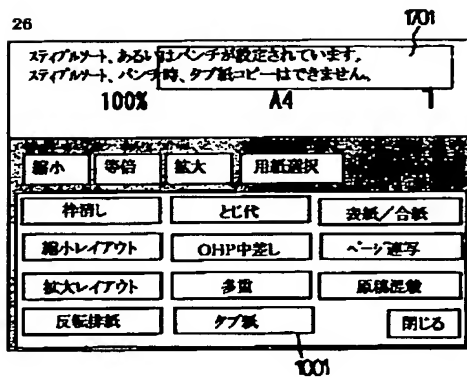 26
1701
ステイプルソート、あるいはパンチが設定されています。
ステイプルソート、パンチ時、タブ紙コピーはできません。
100% A4 1
縮小 等倍 拡大 用紙選択
枠消し とじ代 表紙/合紙
縮小レイアウト OHP中差し ページ連写
拡大レイアウト 多重 原稿混載
反転排紙 タブ紙 閉じる
1001